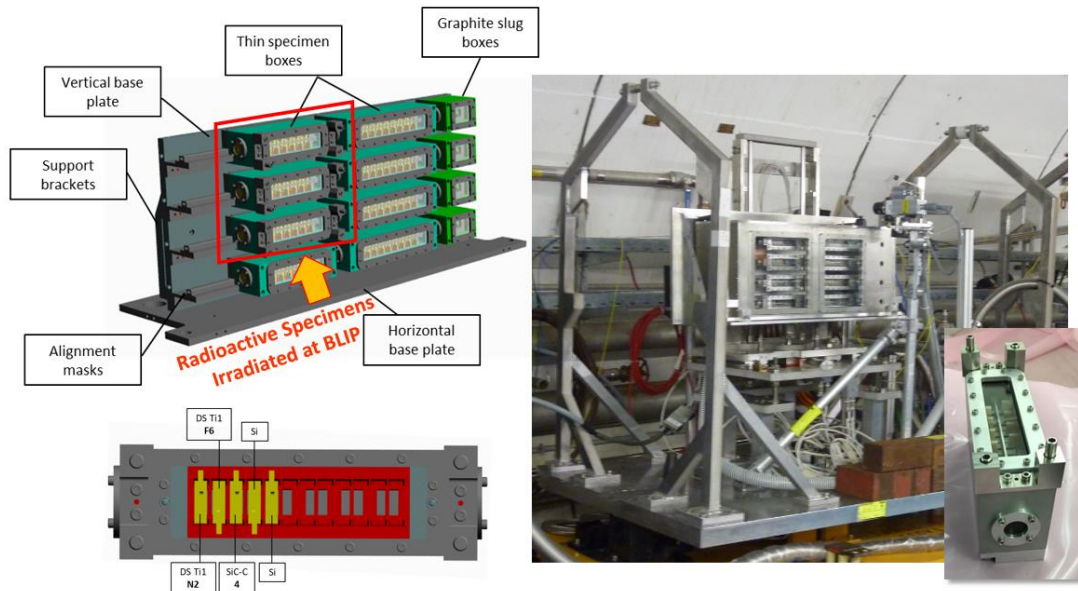 Graphite slug
boxes
Thin specimen
boxes
Vertical base
plate
Support
brackets
Alignment
masks
Radioactive Specimens
Irradiated at BLIP
Horizontal
base plate
DS Ti1
F6
Si
DS Ti1
N2
SiC-C
4
Si